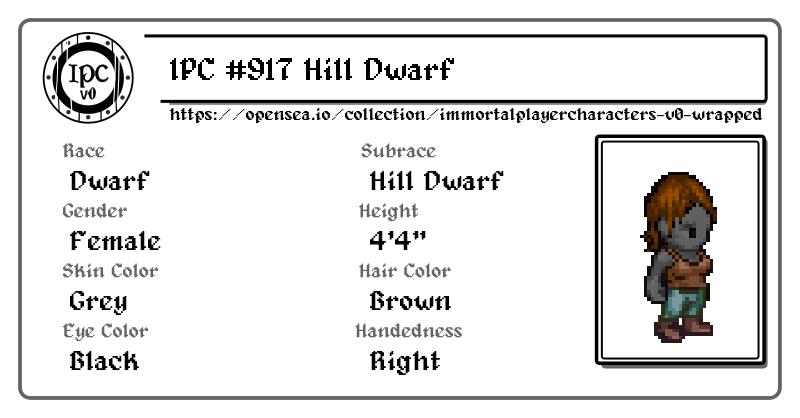 IPC
v0
IPC #917 Hill Dwarf
https://opensea.io/collection/immortalplayercharacters-v0-wrapped
Race
Dwarf
Subrace
Hill Dwarf
Gender
Female
Height
4'4"
Skin Color
Grey
Hair Color
Brown
Eye Color
Black
Handedness
Right